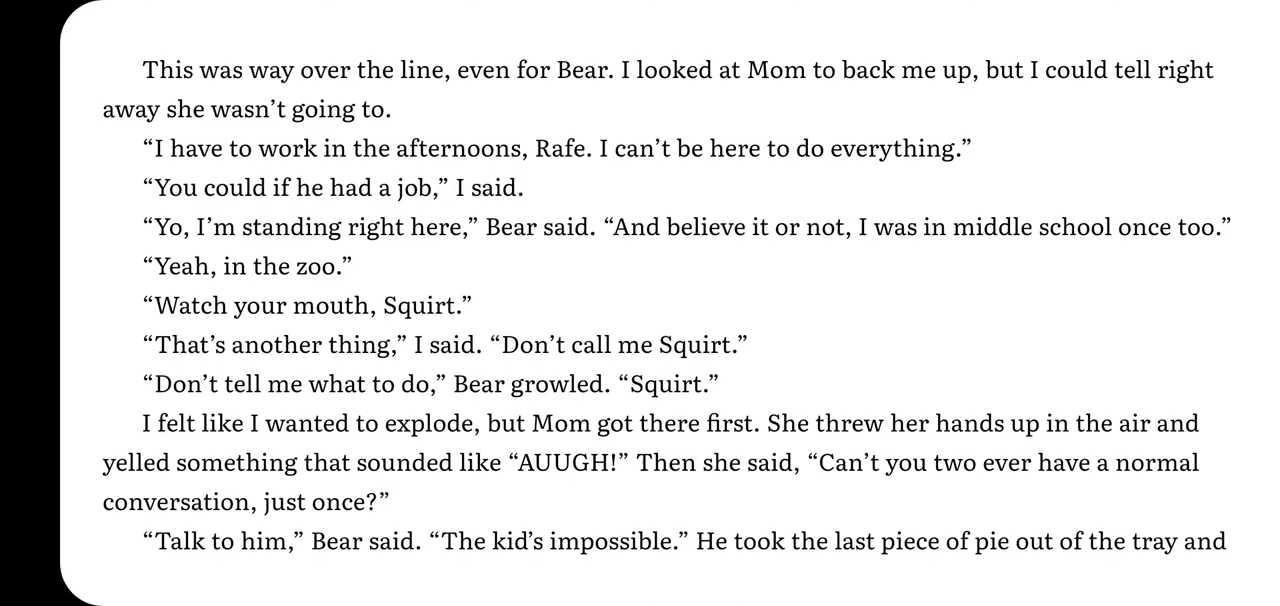 This was way over the line, even for Bear. I looked at Mom to back me up, but I could tell right
away she wasn’t going to.
“I have to work in the afternoons, Rafe. I can’t be here to do everything.”
“You could if he had a job,” I said.
“Yo, I’m standing right here,” Bear said. “And believe it or not, I was in middle school once too.”
“Yeah, in the zoo.”
“Watch your mouth, Squirt.”
“That’s another thing,” I said. “Don’t call me Squirt.”
“Don’t tell me what to do,” Bear growled. “Squirt.”
I felt like I wanted to explode, but Mom got there first. She threw her hands up in the air and
yelled something that sounded like “AUUGH!” Then she said, “Can’t you two ever have a normal
conversation, just once?”
“Talk to him,” Bear said. “The kid’s impossible.” He took the last piece of pie out of the tray and